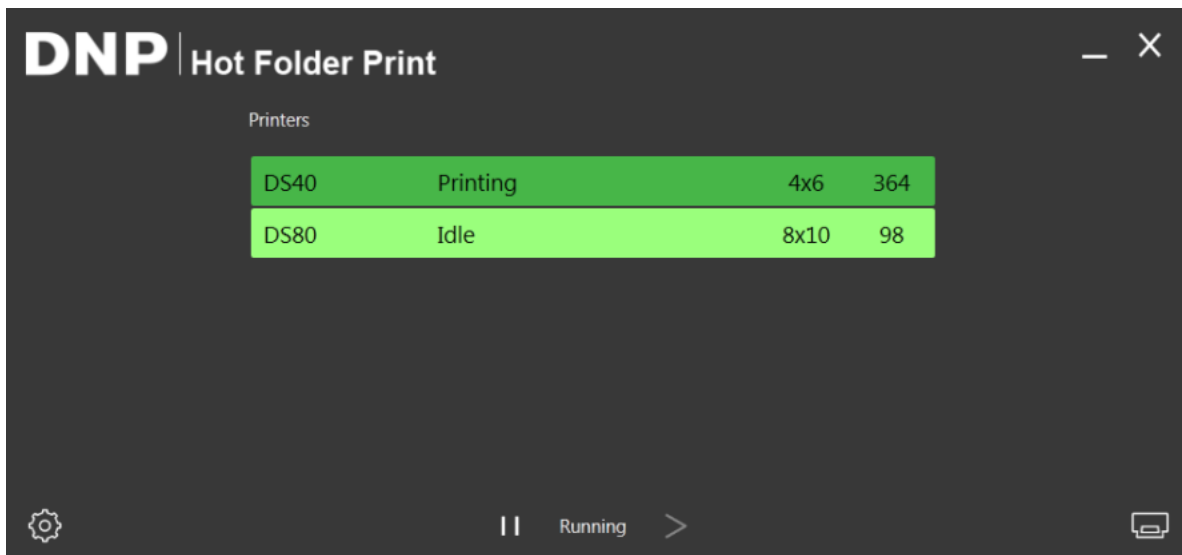 DNP Hot Folder Print
Printers
DS40 Printing 4x6 364
DS80 Idle 8x10 98
Running